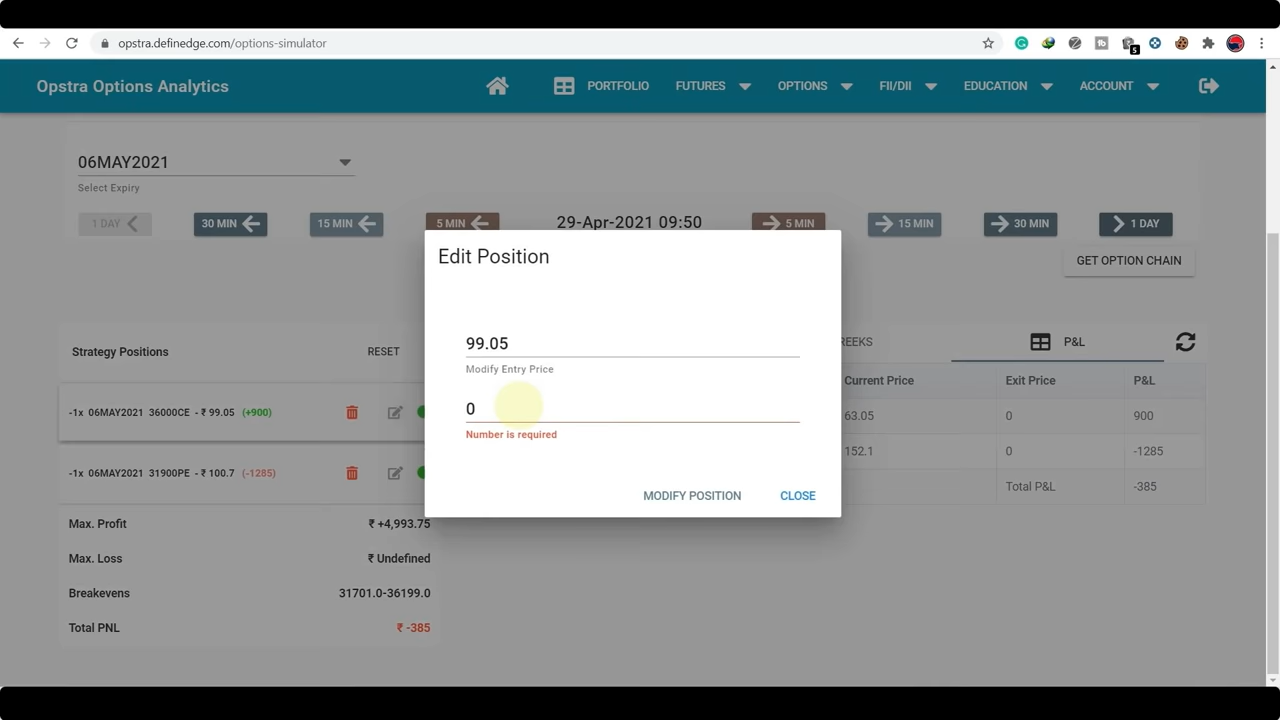 opstra.definedge.com/options-simulator
5
Opstra Options Analytics
PORTFOLIO
FUTURES
OPTIONS
FII/DII
EDUCATION
ACCOUNT
06MAY2021
Select Expiry
1 DAY
30 MIN
15 MIN
5 MIN
29-Apr-2021 09:50
5 MIN
15 MIN
30 MIN
1 DAY
GET OPTION CHAIN
Edit Position
99.05
Modify Entry Price
0
Number is required
MODIFY POSITION
CLOSE
Strategy Positions
RESET
-1x 06MAY2021 36000CE - ₹ 99.05 (+900)
-1x 06MAY2021 31900PE - ₹ 100.7 (-1285)
Max. Profit
₹ +4,993.75
Max. Loss
₹ Undefined
Breakevens
31701.0-36199.0
Total PNL
₹ -385
REEKS
P&L
Current Price
Exit Price
P&L
63.05
0
900
152.1
0
-1285
Total P&L
-385